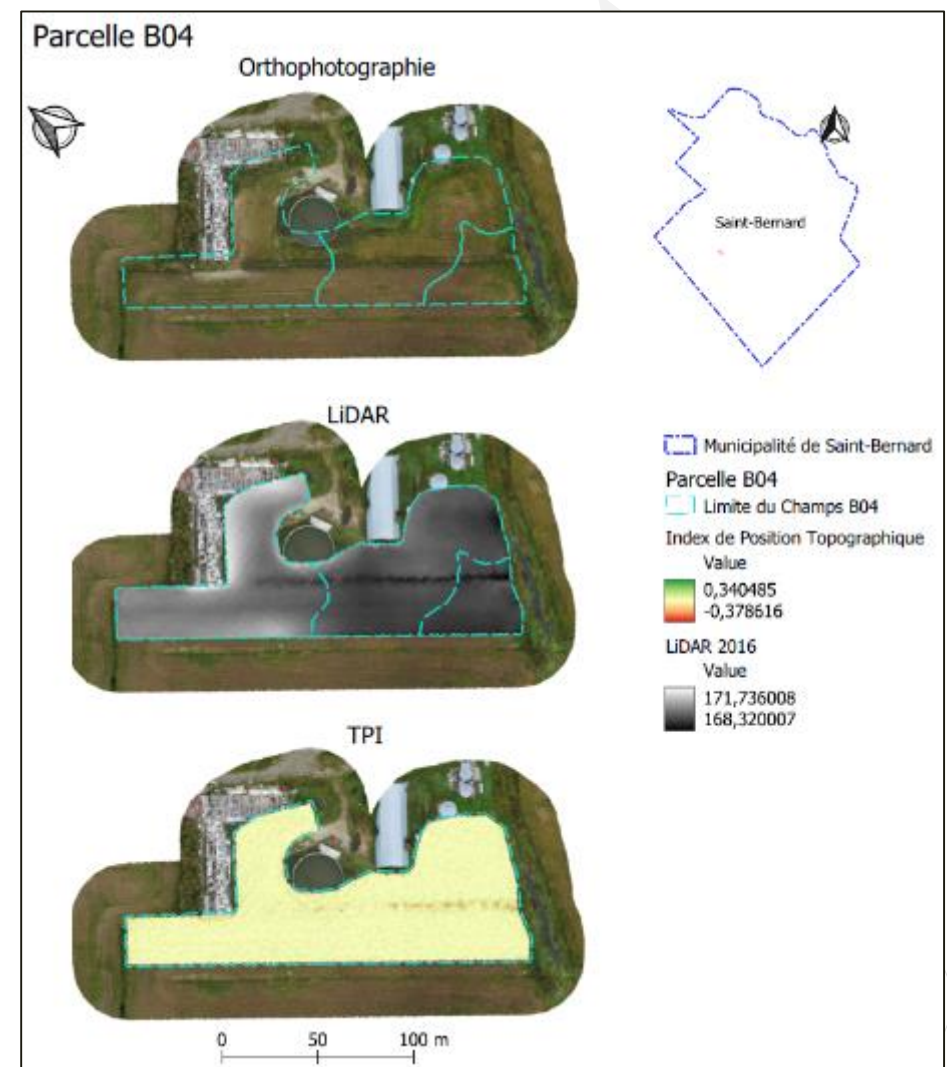 Parcelle B04
Orthophotographie
Saint-Bernard
LiDAR
Municipalité de Saint-Bernard
Parcelle B04
Limite du Champs B04
Index de Position Topographique
Value
0,340485
-0,378616
LiDAR 2016
Value
171,736008
168,320007
TPI
0 50 100 m